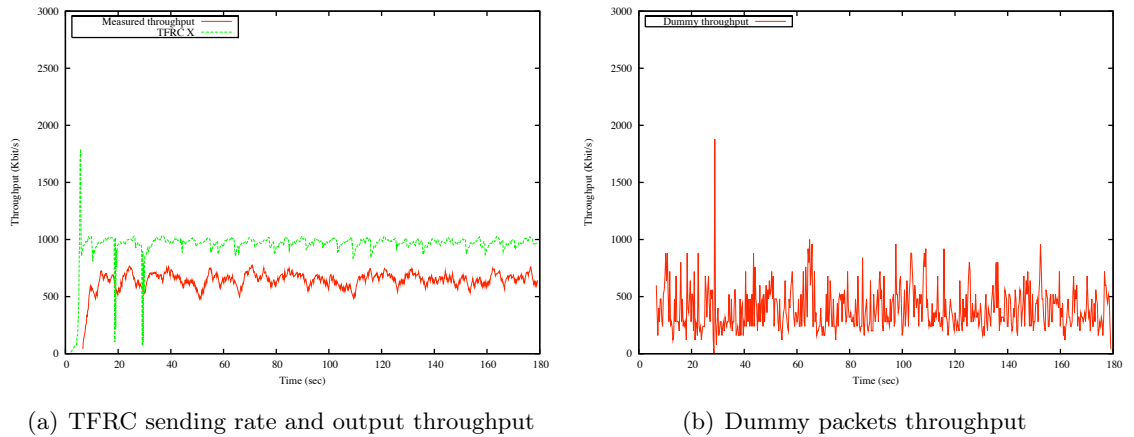 Measured throughput
TFRC X
3000
2500
2000
1500
1000
500
0
Throughput (Kbit/s)
0 20 40 60 80 100 120 140 160 180
Time (sec)
(a) TFRC sending rate and output throughput
Dummy throughput
3000
2500
2000
1500
1000
500
0
Throughput (Kbit/s)
0 20 40 60 80 100 120 140 160 180
Time (sec)
(b) Dummy packets throughput